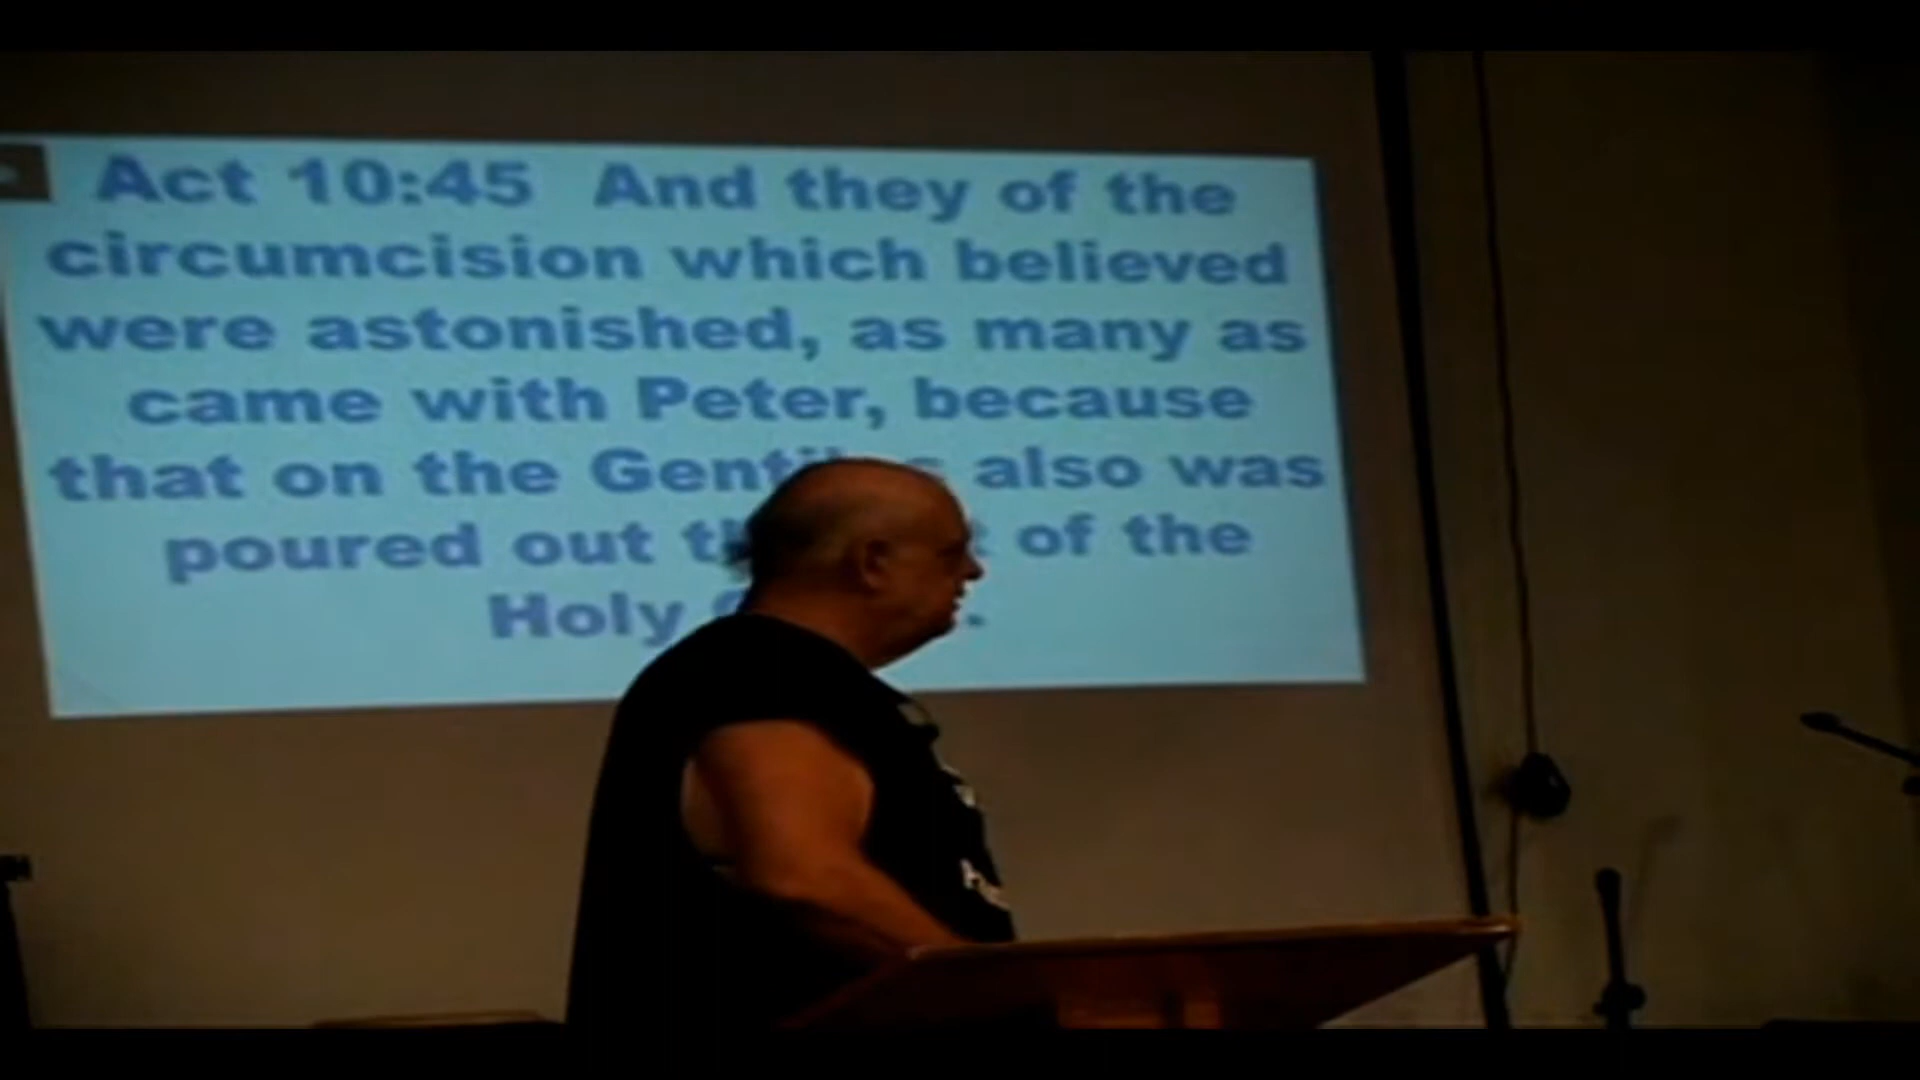 Act 10:45 And they of the
circumcision which believed
were astonished, as many as
came with Peter, because
that on the also was
poured out of the
Holy